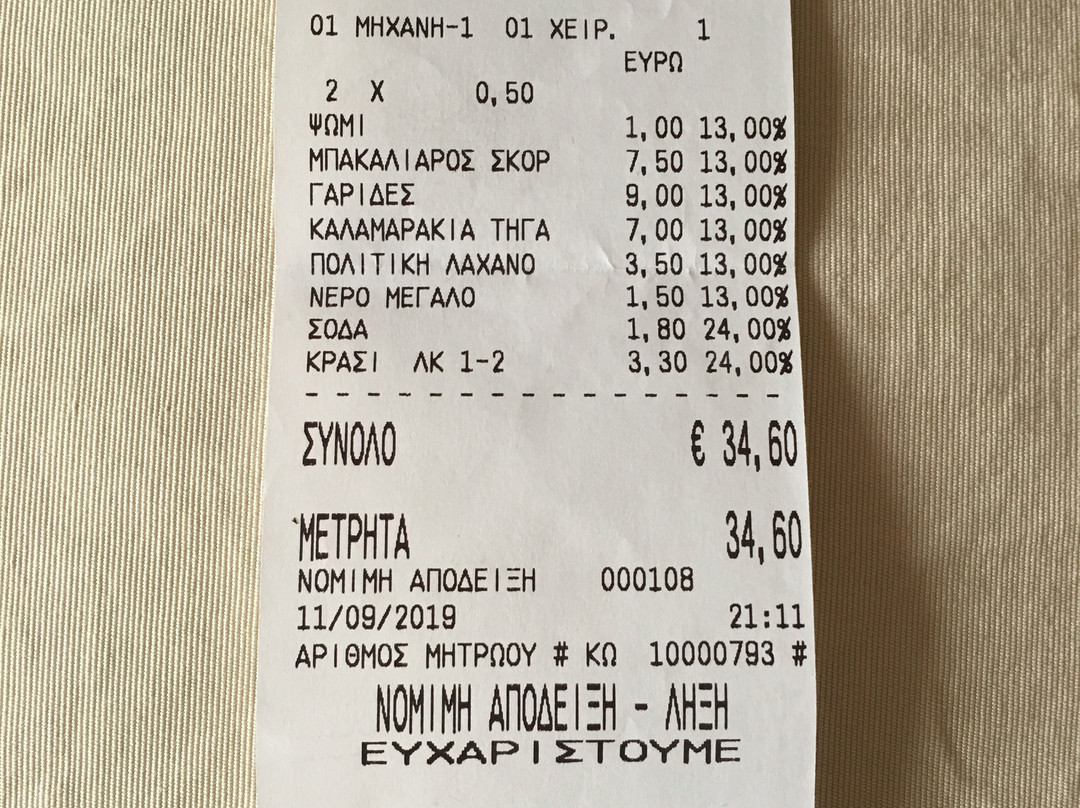 01 ΜΗΧΑΝΗ-1 01 ΧΕΙΡ. 1
ΕΥΡΩ
2 X 0,50
ΨΩΜΙ 1,00 13,00%
ΜΠΑΚΑΛΙΑΡΟΣ ΣΚΟΡ 7,50 13,00%
ΓΑΡΙΔΕΣ 9,00 13,00%
ΚΑΛΑΜΑΡΑΚΙΑ ΤΗΓΑ 7,00 13,00%
ΠΟΛΙΤΙΚΗ ΛΑΧΑΝΟ 3,50 13,00%
ΝΕΡΟ ΜΕΓΑΛΟ 1,50 13,00%
ΣΟΔΑ 1,80 24,00%
ΚΡΑΣΙ ΛΚ 1-2 3,30 24,00%
ΣΥΝΟΛΟ € 34,60
ΜΕΤΡΗΤΑ 34,60
ΝΟΜΙΜΗ ΑΠΟΔΕΙΞΗ 000108
11/09/2019 21:11
ΑΡΙΘΜΟΣ ΜΗΤΡΩΟΥ # ΚΩ 10000793 #
ΝΟΜΙΜΗ ΑΠΟΔΕΙΞΗ - ΛΗΞΗ
ΕΥΧΑΡΙΣΤΟΥΜΕ